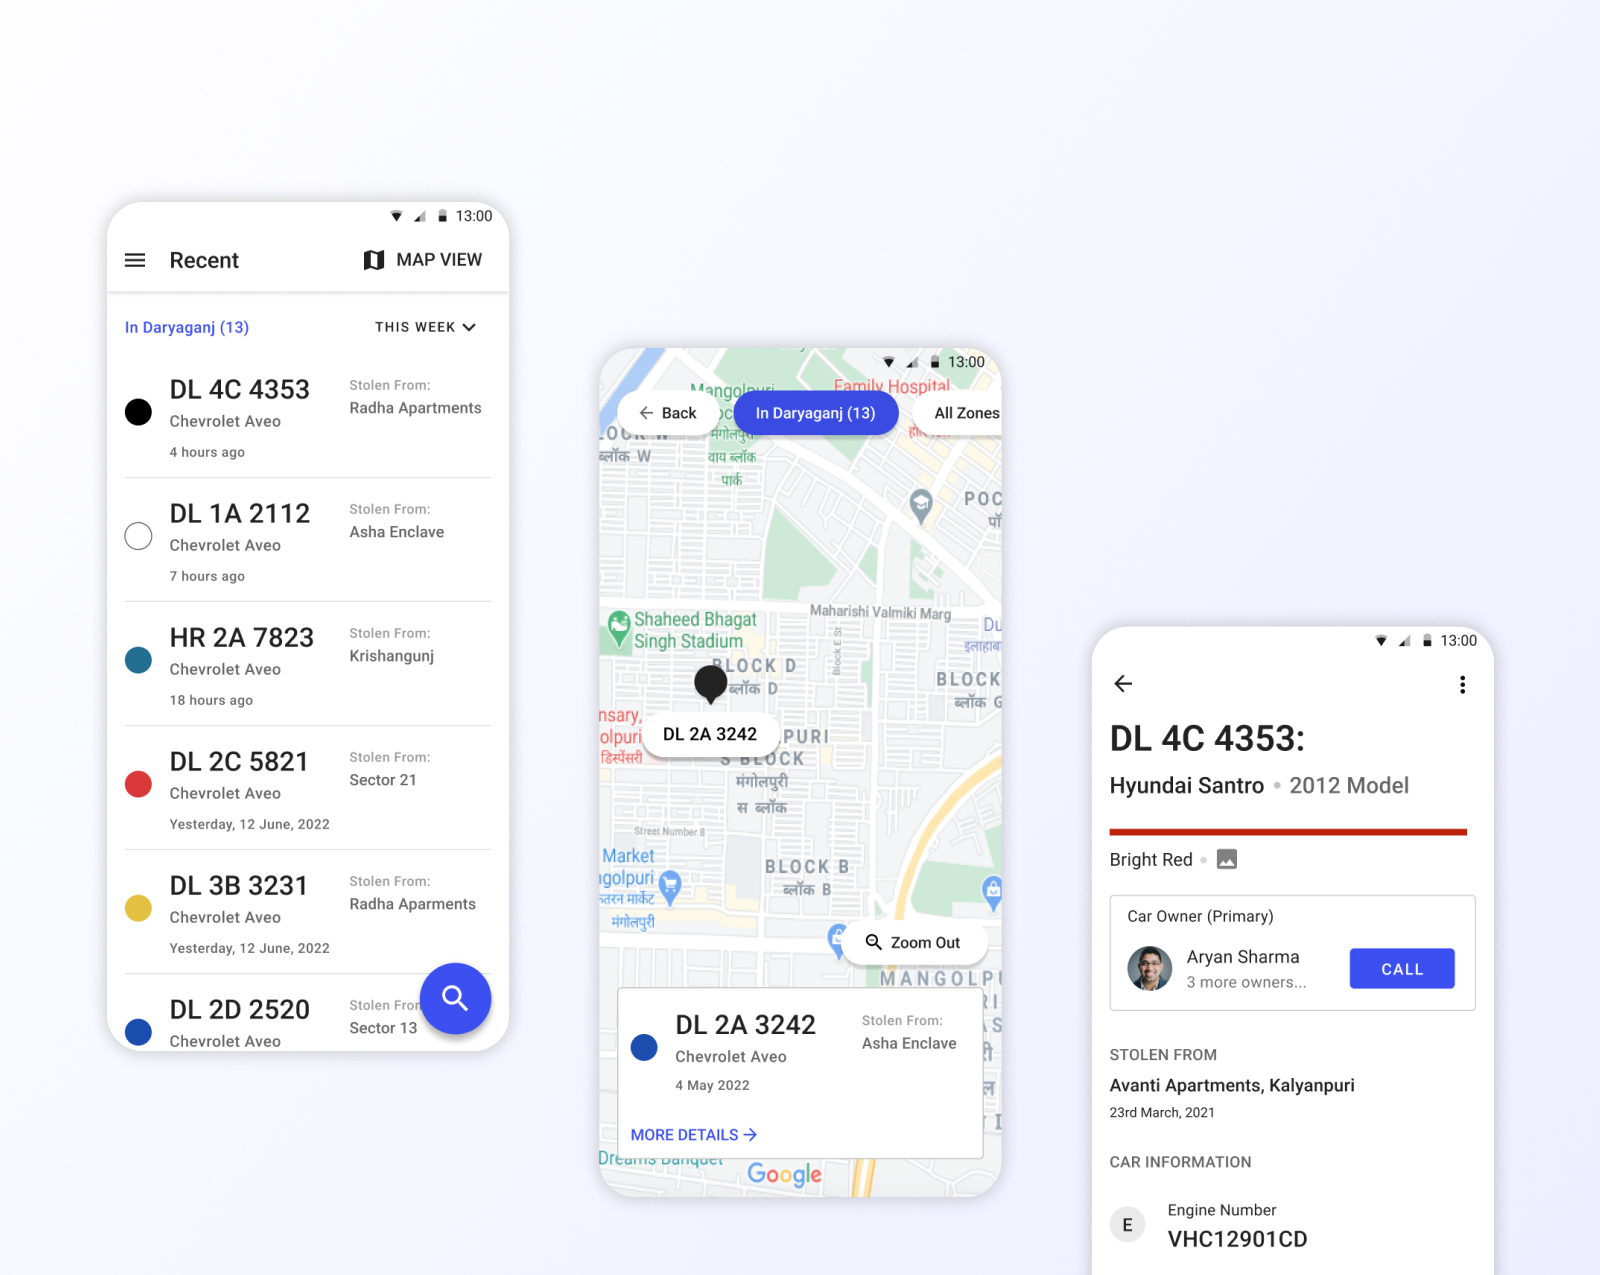 13:00
Recent
MAP VIEW
In Daryaganj (13)
THIS WEEK
DL 4C 4353
Chevrolet Aveo
4 hours ago
Stolen From:
Radha Apartments
DL 1A 2112
Chevrolet Aveo
7 hours ago
Stolen From:
Asha Enclave
HR 2A 7823
Chevrolet Aveo
18 hours ago
Stolen From:
Krishangunj
DL 2C 5821
Chevrolet Aveo
Yesterday, 12 June, 2022
Stolen From:
Sector 21
DL 3B 3231
Chevrolet Aveo
Yesterday, 12 June, 2022
Stolen From:
Radha Aparments
DL 2D 2520
Chevrolet Aveo
Stolen From
Sector 13
13:00
Mangolpuri
Family Hospital
Back
In Daryaganj (13)
All Zones
ब्लॉक W
मंगोलपुरी
वाय ब्लॉक
पार्क
POC
Maharishi Valmiki Marg
Shaheed Bhagat
Singh Stadium
Block E St
BLOCK D
ब्लॉक D
BLOCK
ब्लॉक G
nsary,
olpuri
डिस्पेंसरी
DL 2A 3242
PURI
S BLOCK
मंगोलपुरी
स ब्लॉक
Street Number 8
Market
ngolpuri
मंगोलपुरी
BLOCK B
ब्लॉक B
Zoom Out
MANGOLPU
DL 2A 3242
Chevrolet Aveo
4 May 2022
Stolen From:
Asha Enclave
MORE DETAILS
Dreams Banquet
Google
13:00
DL 4C 4353:
Hyundai Santro • 2012 Model
Bright Red
Car Owner (Primary)
Aryan Sharma
3 more owners...
CALL
STOLEN FROM
Avanti Apartments, Kalyanpuri
23rd March, 2021
CAR INFORMATION
E
Engine Number
VHC12901CD